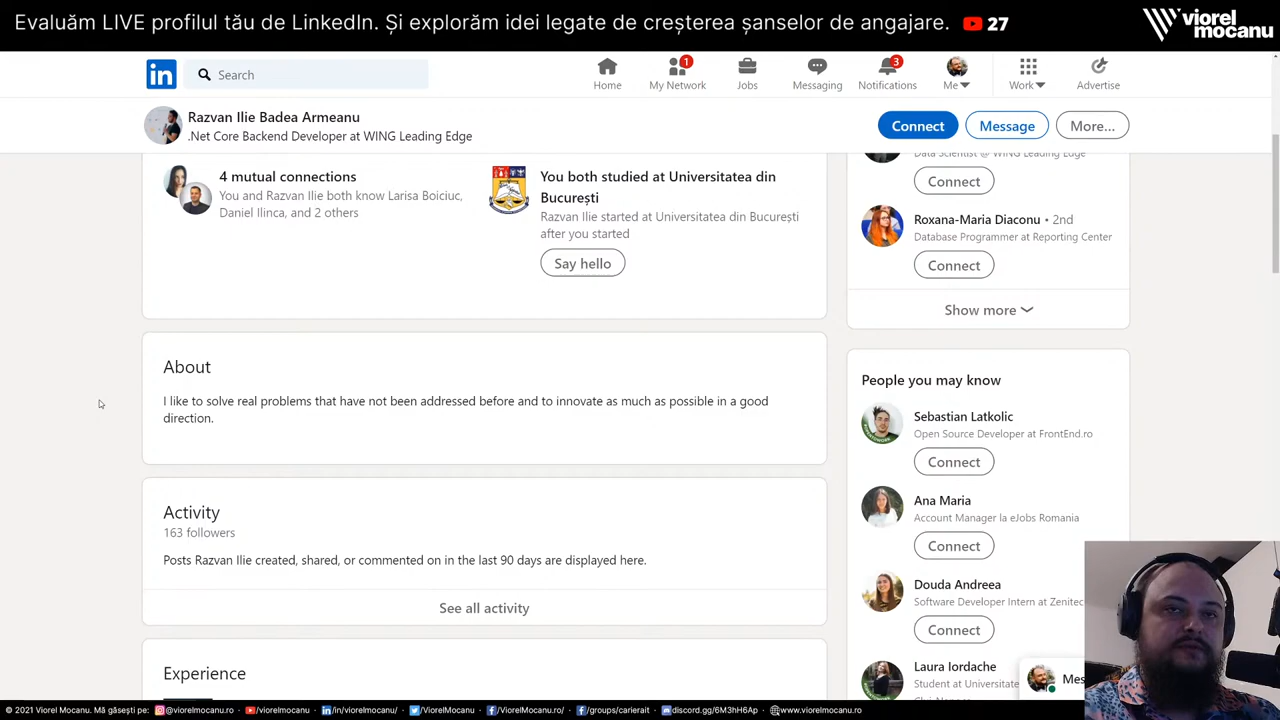 Evaluăm LIVE profilul tău de LinkedIn. Și explorăm idei legate de creșterea șanselor de angajare.
27
viorel
mocanu
in
Search
Home
1
My Network
Jobs
Messaging
3
Notifications
Me
Work
Advertise
Razvan Ilie Badea Armeanu
.Net Core Backend Developer at WING Leading Edge
Connect
Message
More...
4 mutual connections
You and Razvan Ilie both know Larisa Boiciuc,
Daniel Ilinca, and 2 others
You both studied at Universitatea din
București
Razvan Ilie started at Universitatea din București
after you started
Say hello
About
I like to solve real problems that have not been addressed before and to innovate as much as possible in a good
direction.
Activity
163 followers
Posts Razvan Ilie created, shared, or commented on in the last 90 days are displayed here.
See all activity
Experience
Data Scientist @ WING Leading Edge
Connect
Roxana-Maria Diaconu • 2nd
Database Programmer at Reporting Center
Connect
Show more
People you may know
Sebastian Latkolic
Open Source Developer at FrontEnd.ro
Connect
Ana Maria
Account Manager la eJobs Romania
Connect
Douda Andreea
Software Developer Intern at Zenitec
Connect
Laura Iordache
Student at Universitate
Mes
© 2021 Viorel Mocanu. Mă găsești pe: @viorelmocanu.ro /viorelmocanu /in/viorelmocanu/ /ViorelMocanu /ViorelMocanu.ro/ /groups/carierait discord.gg/6M3hH6Ap www.viorelmocanu.ro